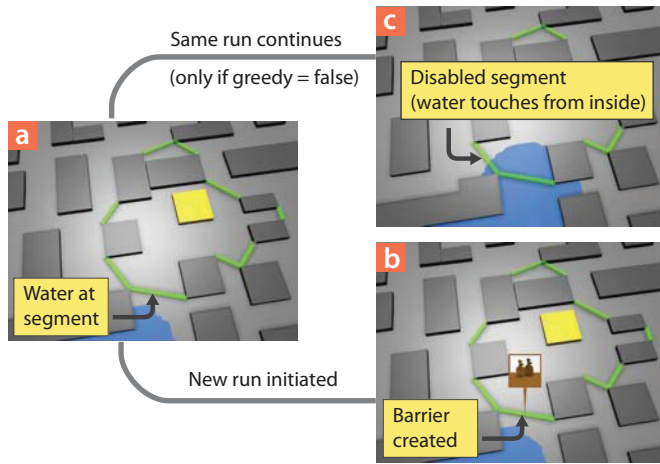 Same run continues
(only if greedy = false)
c
Disabled segment
(water touches from inside)
a
Water at
segment
b
New run initiated
Barrier
created